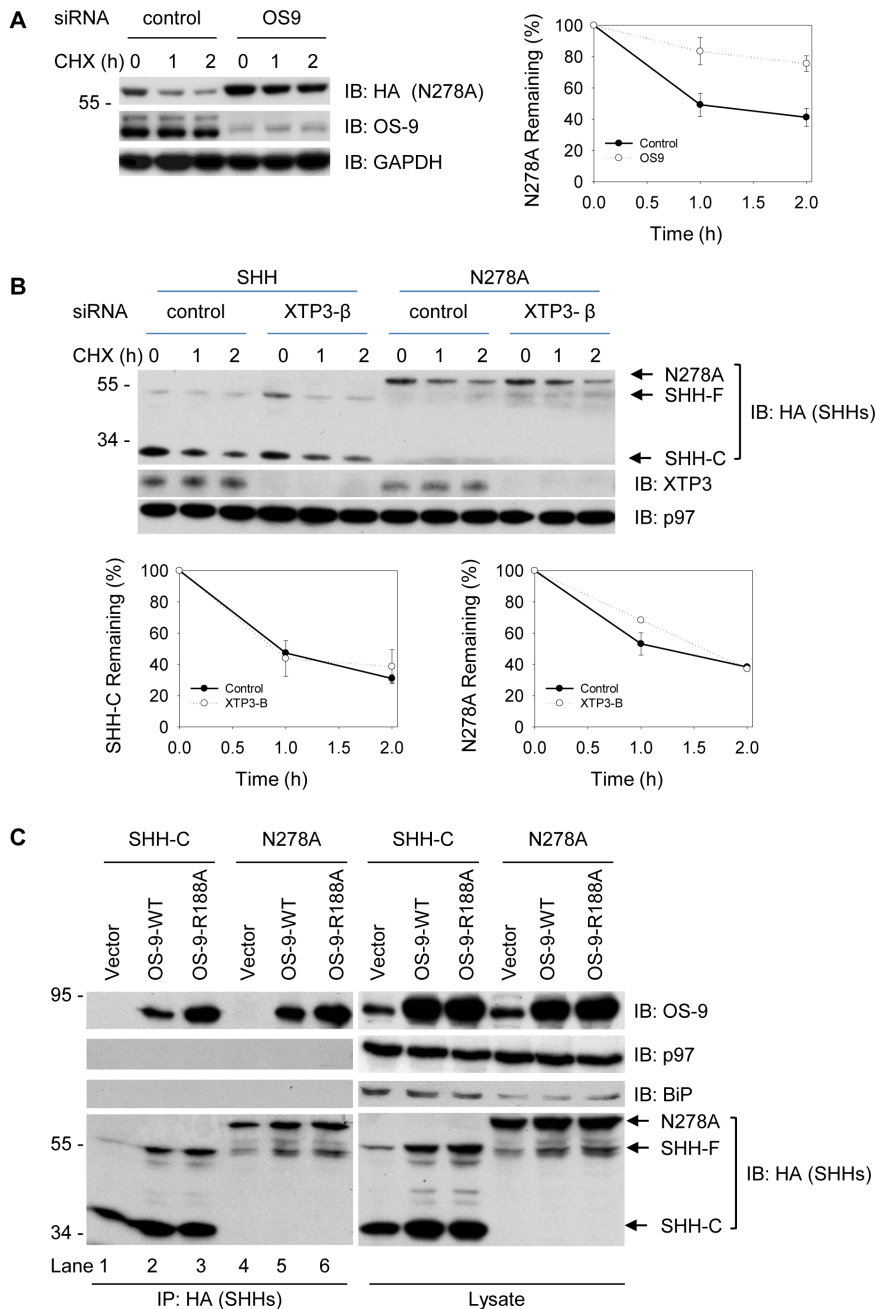 A
siRNA control OS9
CHX (h) 0 1 2 0 1 2
55 -
IB: HA (N278A)
IB: OS-9
IB: GAPDH
N278A Remaining (%)
100
80
60
40
20
0
Control
OS9
0.0 0.5 1.0 1.5 2.0
Time (h)
B
SHH N278A
siRNA control XTP3-β control XTP3- β
CHX (h) 0 1 2 0 1 2 0 1 2 0 1 2
55 -
34 -
N278A
SHH-F
SHH-C
IB: HA (SHHs)
IB: XTP3
IB: p97
SHH-C Remaining (%)
100
80
60
40
20
0
Control
XTP3-B
0.0 0.5 1.0 1.5 2.0
Time (h)
N278A Remaining (%)
100
80
60
40
20
0
Control
XTP3-B
0.0 0.5 1.0 1.5 2.0
Time (h)
C
SHH-C N278A SHH-C N278A
Vector OS-9-WT OS-9-R188A Vector OS-9-WT OS-9-R188A Vector OS-9-WT OS-9-R188A Vector OS-9-WT OS-9-R188A
95 -
IB: OS-9
IB: p97
IB: BiP
N278A
55 -
SHH-F
IB: HA (SHHs)
SHH-C
34 -
Lane 1 2 3 4 5 6
IP: HA (SHHs) Lysate